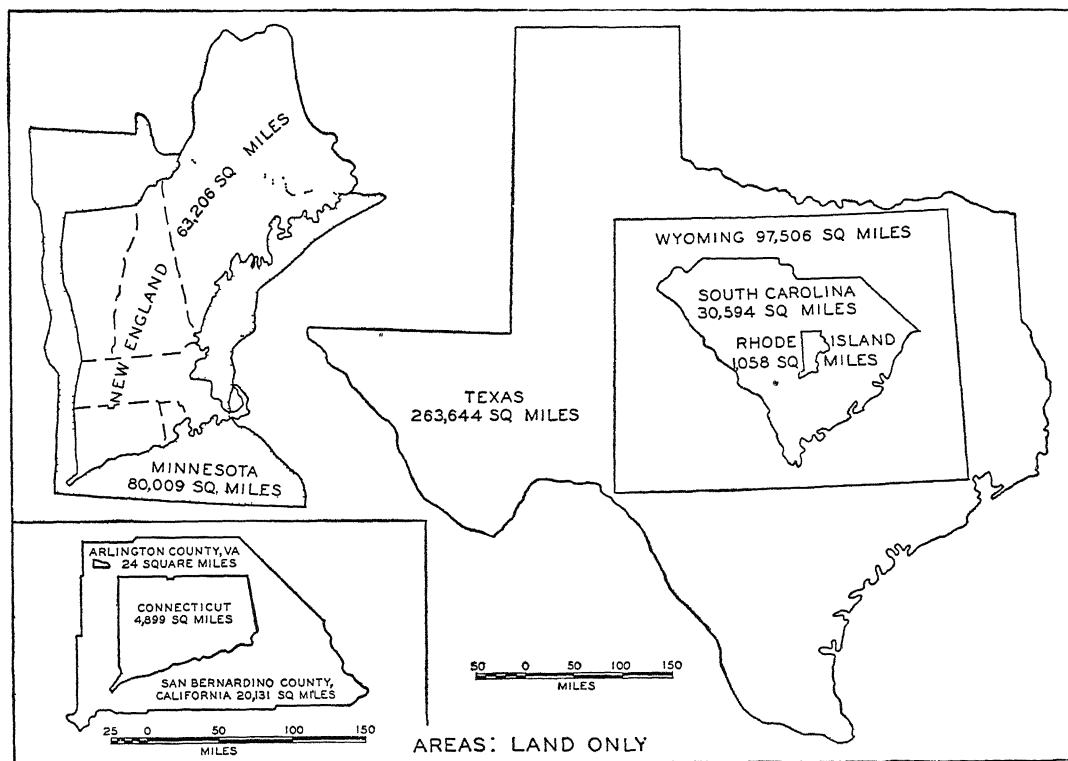 63,206 SQ MILES
NEW ENGLAND
MINNESOTA
80,009 SQ. MILES
TEXAS
263,644 SQ MILES
WYOMING 97,506 SQ MILES
SOUTH CAROLINA
30,594 SQ MILES
RHODE ISLAND
1,058 SQ MILES
ARLINGTON COUNTY, VA
24 SQUARE MILES
CONNECTICUT
4,899 SQ MILES
SAN BERNARDINO COUNTY,
CALIFORNIA 20,131 SQ MILES
25 0 50 100 150
MILES
50 0 50 100 150
MILES
AREAS: LAND ONLY